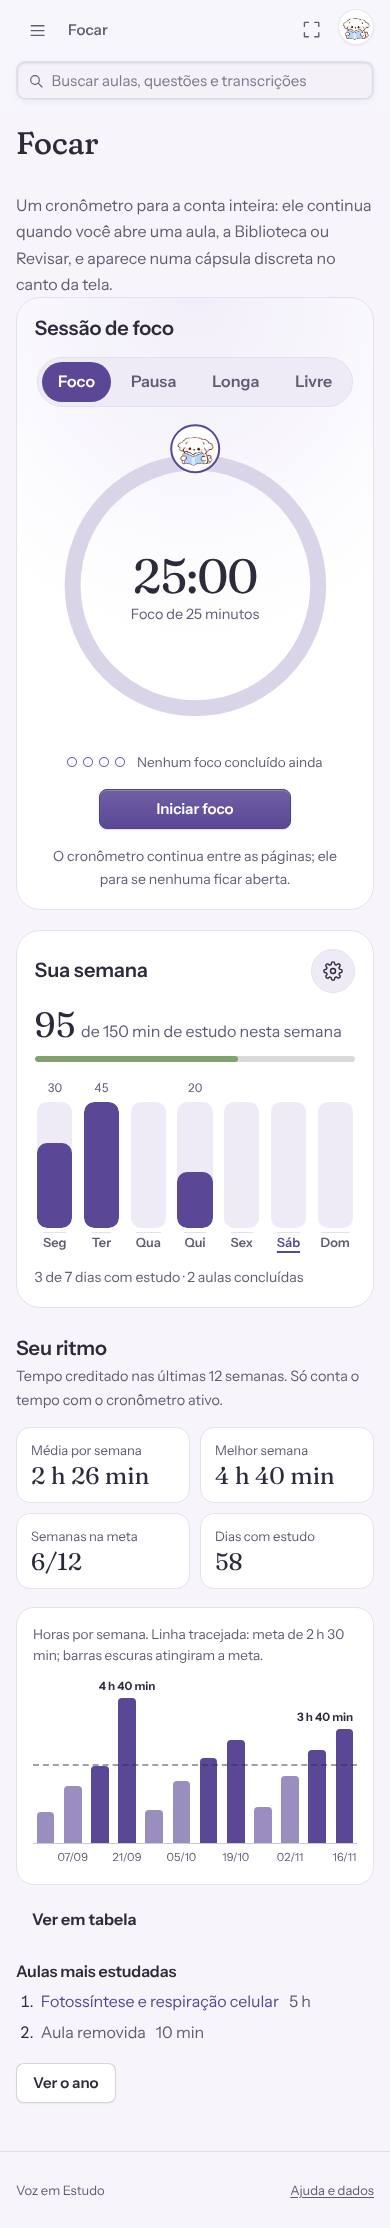 Focar
Buscar aulas, questões e transcrições
Focar
Um cronômetro para a conta inteira: ele continua
quando você abre uma aula, a Biblioteca ou
Revisar, e aparece numa cápsula discreta no
canto da tela.
Sessão de foco
Foco Pausa Longa Livre
25:00
Foco de 25 minutos
Nenhum foco concluído ainda
Iniciar foco
O cronômetro continua entre as páginas; ele
para se nenhuma ficar aberta.
Sua semana
95 de 150 min de estudo nesta semana
30 45 20
Seg Ter Qua Qui Sex Sáb Dom
3 de 7 dias com estudo · 2 aulas concluídas
Seu ritmo
Tempo creditado nas últimas 12 semanas. Só conta o
tempo com o cronômetro ativo.
Média por semana
2 h 26 min
Melhor semana
4 h 40 min
Semanas na meta
6/12
Dias com estudo
58
Horas por semana. Linha tracejada: meta de 2 h 30
min; barras escuras atingiram a meta.
4 h 40 min
3 h 40 min
07/09 21/09 05/10 19/10 02/11 16/11
Ver em tabela
Aulas mais estudadas
1. Fotossíntese e respiração celular 5 h
2. Aula removida 10 min
Ver o ano
Voz em Estudo
Ajuda e dados